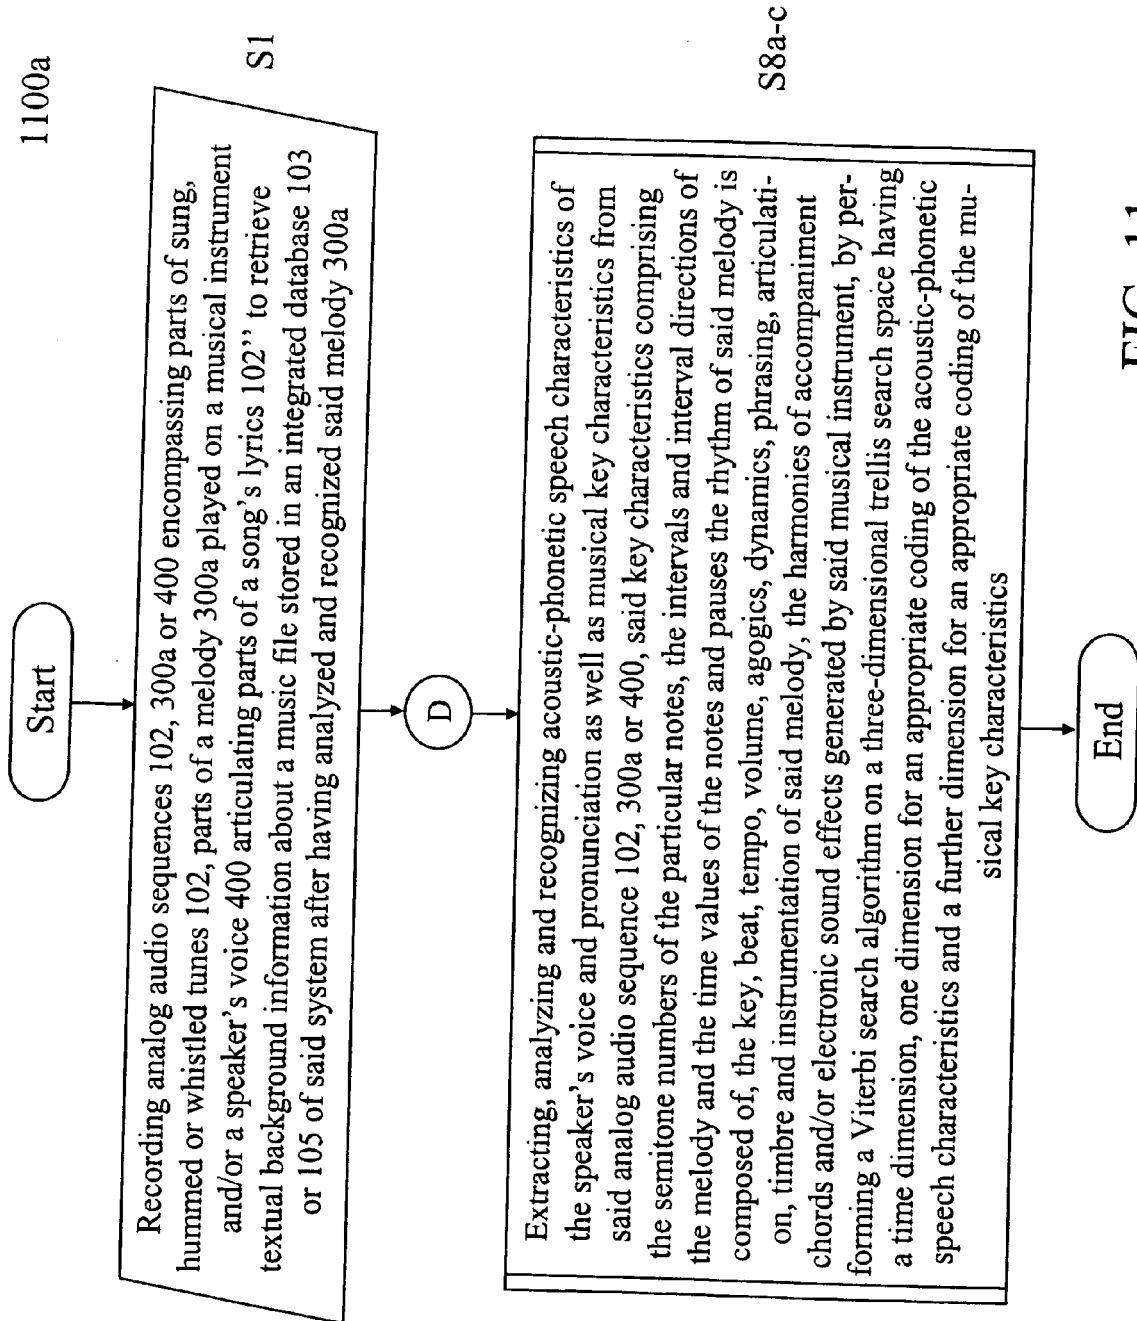 1100a
Start
Recording analog audio sequences 102, 300a or 400 encompassing parts of sung,
hummed or whistled tunes 102, parts of a melody 300a played on a musical instrument
and/or a speaker's voice 400 articulating parts of a song's lyrics 102'' to retrieve
textual background information about a music file stored in an integrated database 103
or 105 of said system after having analyzed and recognized said melody 300a
S1
D
Extracting, analyzing and recognizing acoustic-phonetic speech characteristics of
the speaker's voice and pronunciation as well as musical key characteristics from
said analog audio sequence 102, 300a or 400, said key characteristics comprising
the semitone numbers of the particular notes, the intervals and interval directions of
the melody and the time values of the notes and pauses the rhythm of said melody is
composed of, the key, beat, tempo, volume, agogics, dynamics, phrasing, articulati-
on, timbre and instrumentation of said melody, the harmonies of accompaniment
chords and/or electronic sound effects generated by said musical instrument, by per-
forming a Viterbi search algorithm on a three-dimensional trellis search space having
a time dimension, one dimension for an appropriate coding of the acoustic-phonetic
speech characteristics and a further dimension for an appropriate coding of the mu-
sical key characteristics
S8a-c
End